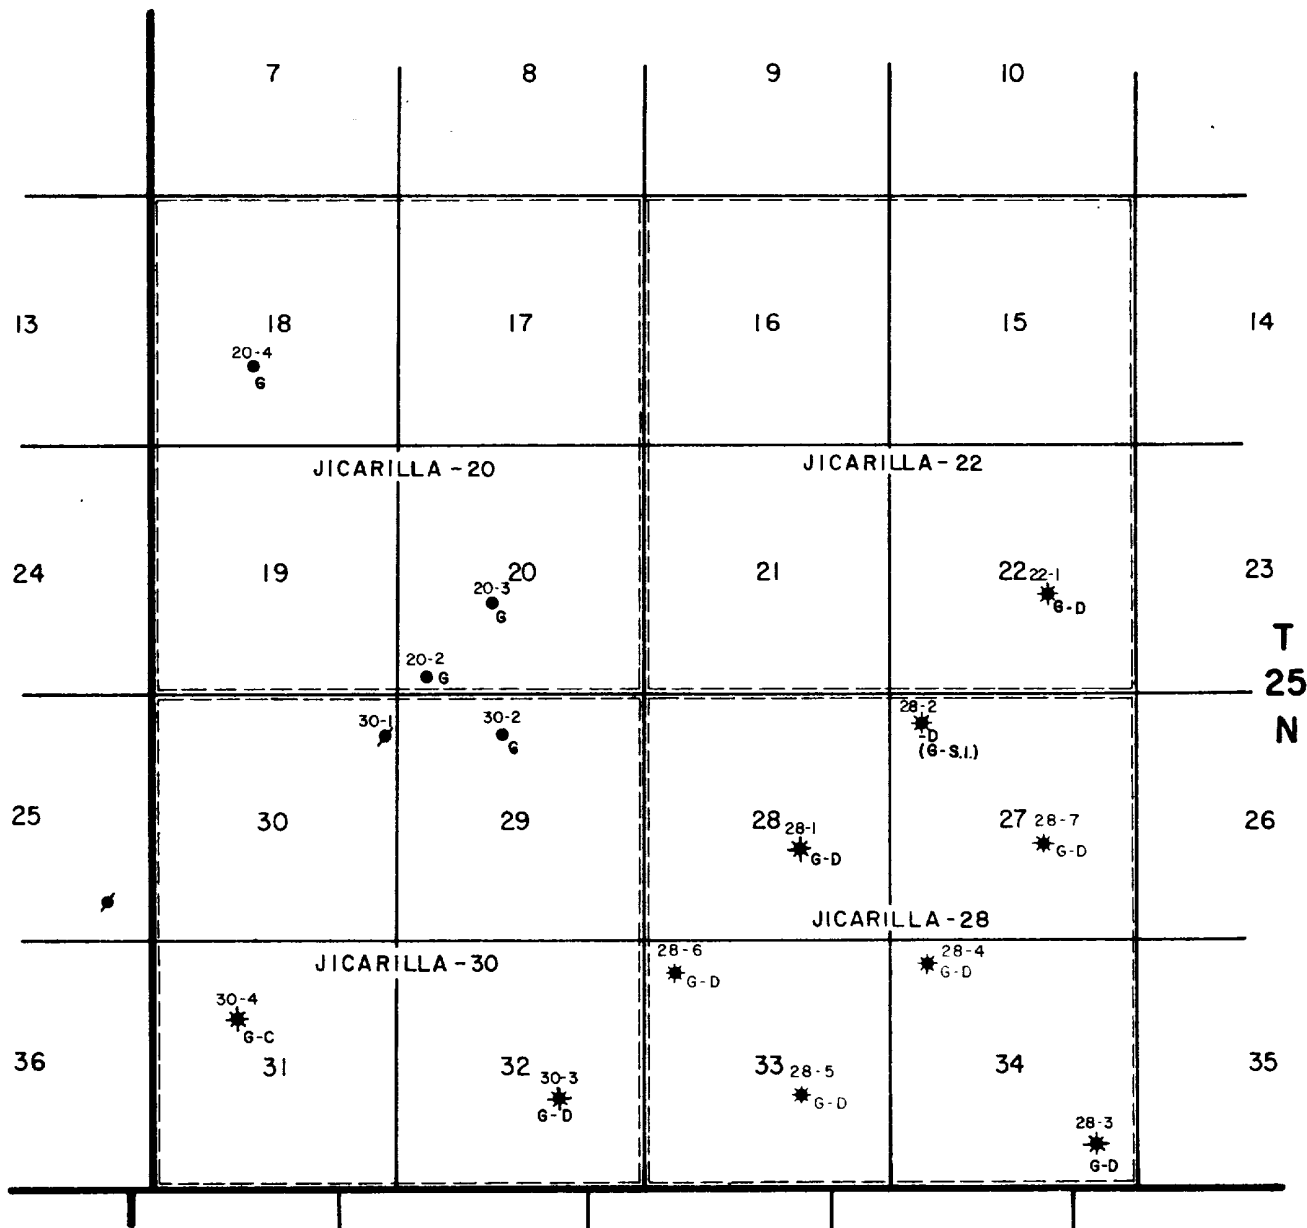 7 8 9 10
13 18 17 16 15 14
20-4
G
JICARILLA-20 JICARILLA-22
24 19 20 21 22 22-1 23
20-3
G
G-D
T
25
N
20-2
G
30-1 30-2
G
28-2
-D
(G-S.I.)
25 30 29 28 28-1 27 28-7 26
G-D G-D
JICARILLA-28
JICARILLA-30
28-6
G-D
28-4
G-D
30-4
G-C
36 31 32 33 28-5 34 35
30-3
G-D
G-D
28-3
G-D